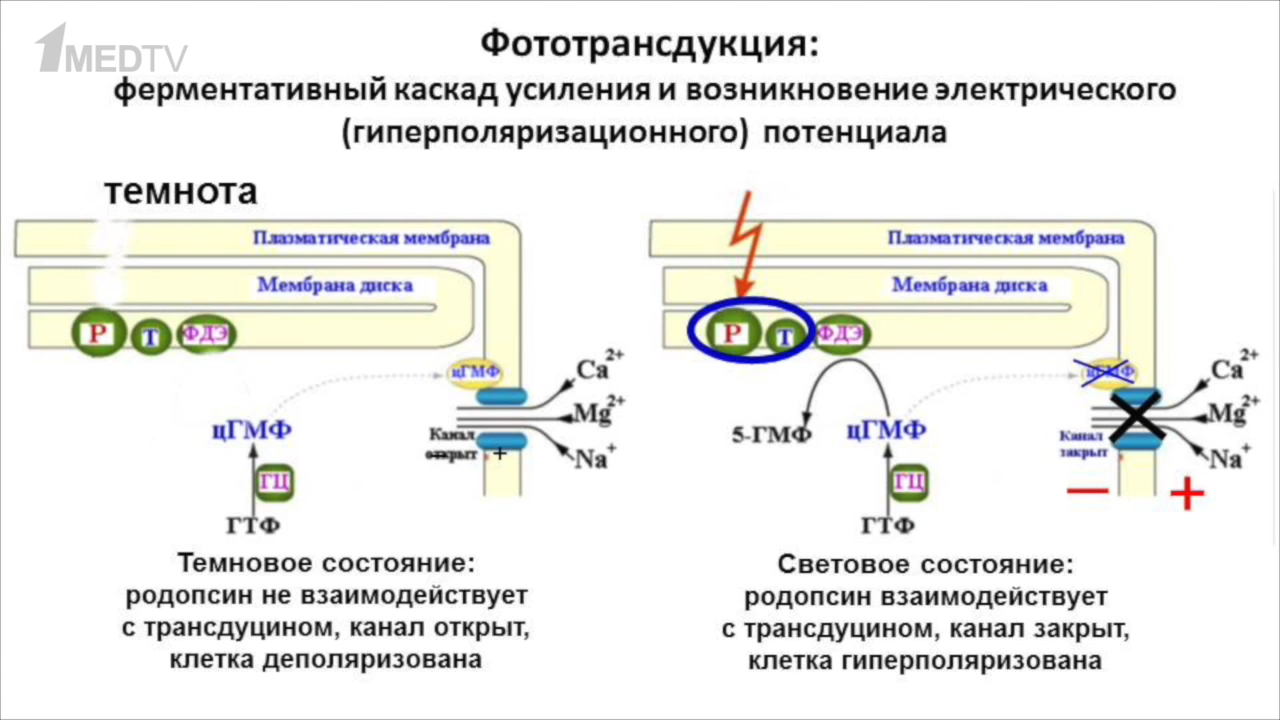 1MEDTV
Фототрансдукция:
ферментативный каскад усиления и возникновение электрического
(гиперполяризационного) потенциала
темнота
Плазматическая мембрана
Мембрана диска
Р
Т
ФДЭ
цГМФ
Ca2+
Mg2+
Na+
Канал
открыт
+
цГМФ
ГЦ
ГТФ
Темновое состояние:
родопсин не взаимодействует
с трансдуцином, канал открыт,
клетка деполяризована
Плазматическая мембрана
Мембрана диска
Р
Т
ФДЭ
цГМФ
Ca2+
Mg2+
Na+
Канал
закрыт
5-ГМФ
цГМФ
ГЦ
ГТФ
− +
Световое состояние:
родопсин взаимодействует
с трансдуцином, канал закрыт,
клетка гиперполяризована